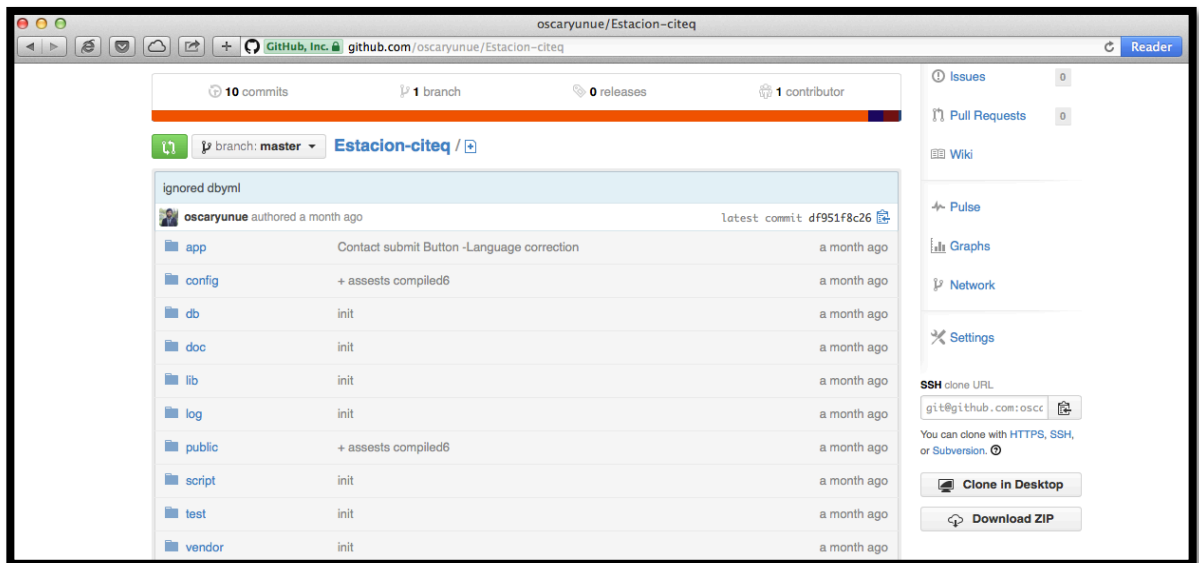 oscaryunue/Estacion-citeq
GitHub, Inc. github.com/oscaryunue/Estacion-citeq Reader
10 commits 1 branch 0 releases 1 contributor
branch: master Estacion-citeq /
ignored dbyml
oscaryunue authored a month ago latest commit df951f8c26
app Contact submit Button -Language correction a month ago
config + assests compiled6 a month ago
db init a month ago
doc init a month ago
lib init a month ago
log init a month ago
public + assests compiled6 a month ago
script init a month ago
test init a month ago
vendor init a month ago
Issues 0
Pull Requests 0
Wiki
Pulse
Graphs
Network
Settings
SSH clone URL
git@github.com:osca
You can clone with HTTPS, SSH,
or Subversion.
Clone in Desktop
Download ZIP